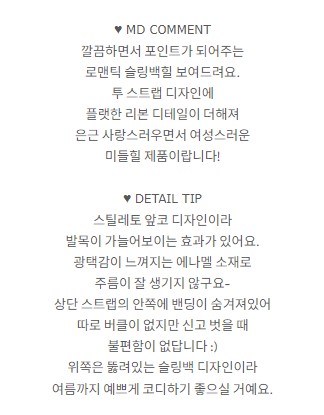 ♥ MD COMMENT
깔끔하면서 포인트가 되어주는
로맨틱 슬링백힐 보여드려요.
투 스트랩 디자인에
플랫한 리본 디테일이 더해져
은근 사랑스러우면서 여성스러운
미들힐 제품이랍니다!
♥ DETAIL TIP
스틸레토 앞코 디자인이라
발목이 가늘어보이는 효과가 있어요.
광택감이 느껴지는 에나멜 소재로
주름이 잘 생기지 않구요~
상단 스트랩의 안쪽에 밴딩이 숨겨져있어
따로 버클이 없지만 신고 벗을 때
불편함이 없답니다 :)
위쪽은 뚫려있는 슬링백 디자인이라
여름까지 예쁘게 코디하기 좋으실 거예요.